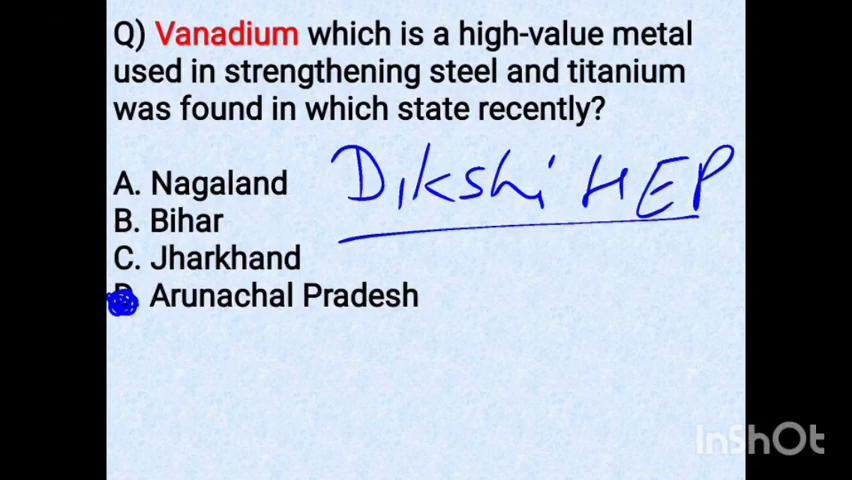 Q) Vanadium which is a high-value metal
used in strengthening steel and titanium
was found in which state recently?
Dikshi HEP
A. Nagaland
B. Bihar
C. Jharkhand
D. Arunachal Pradesh
InShOt